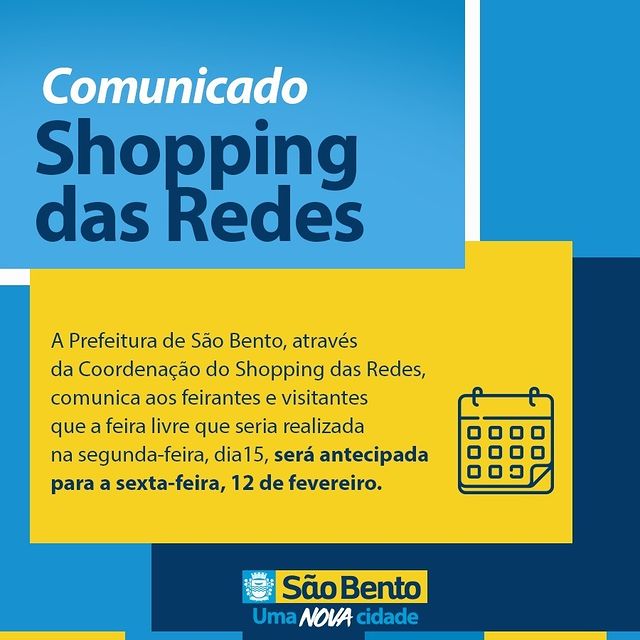 Comunicado
Shopping
das Redes
A Prefeitura de São Bento, através
da Coordenação do Shopping das Redes,
comunica aos feirantes e visitantes
que a feira livre que seria realizada
na segunda-feira, dia15, será antecipada
para a sexta-feira, 12 de fevereiro.
São Bento
Uma NOVA cidade